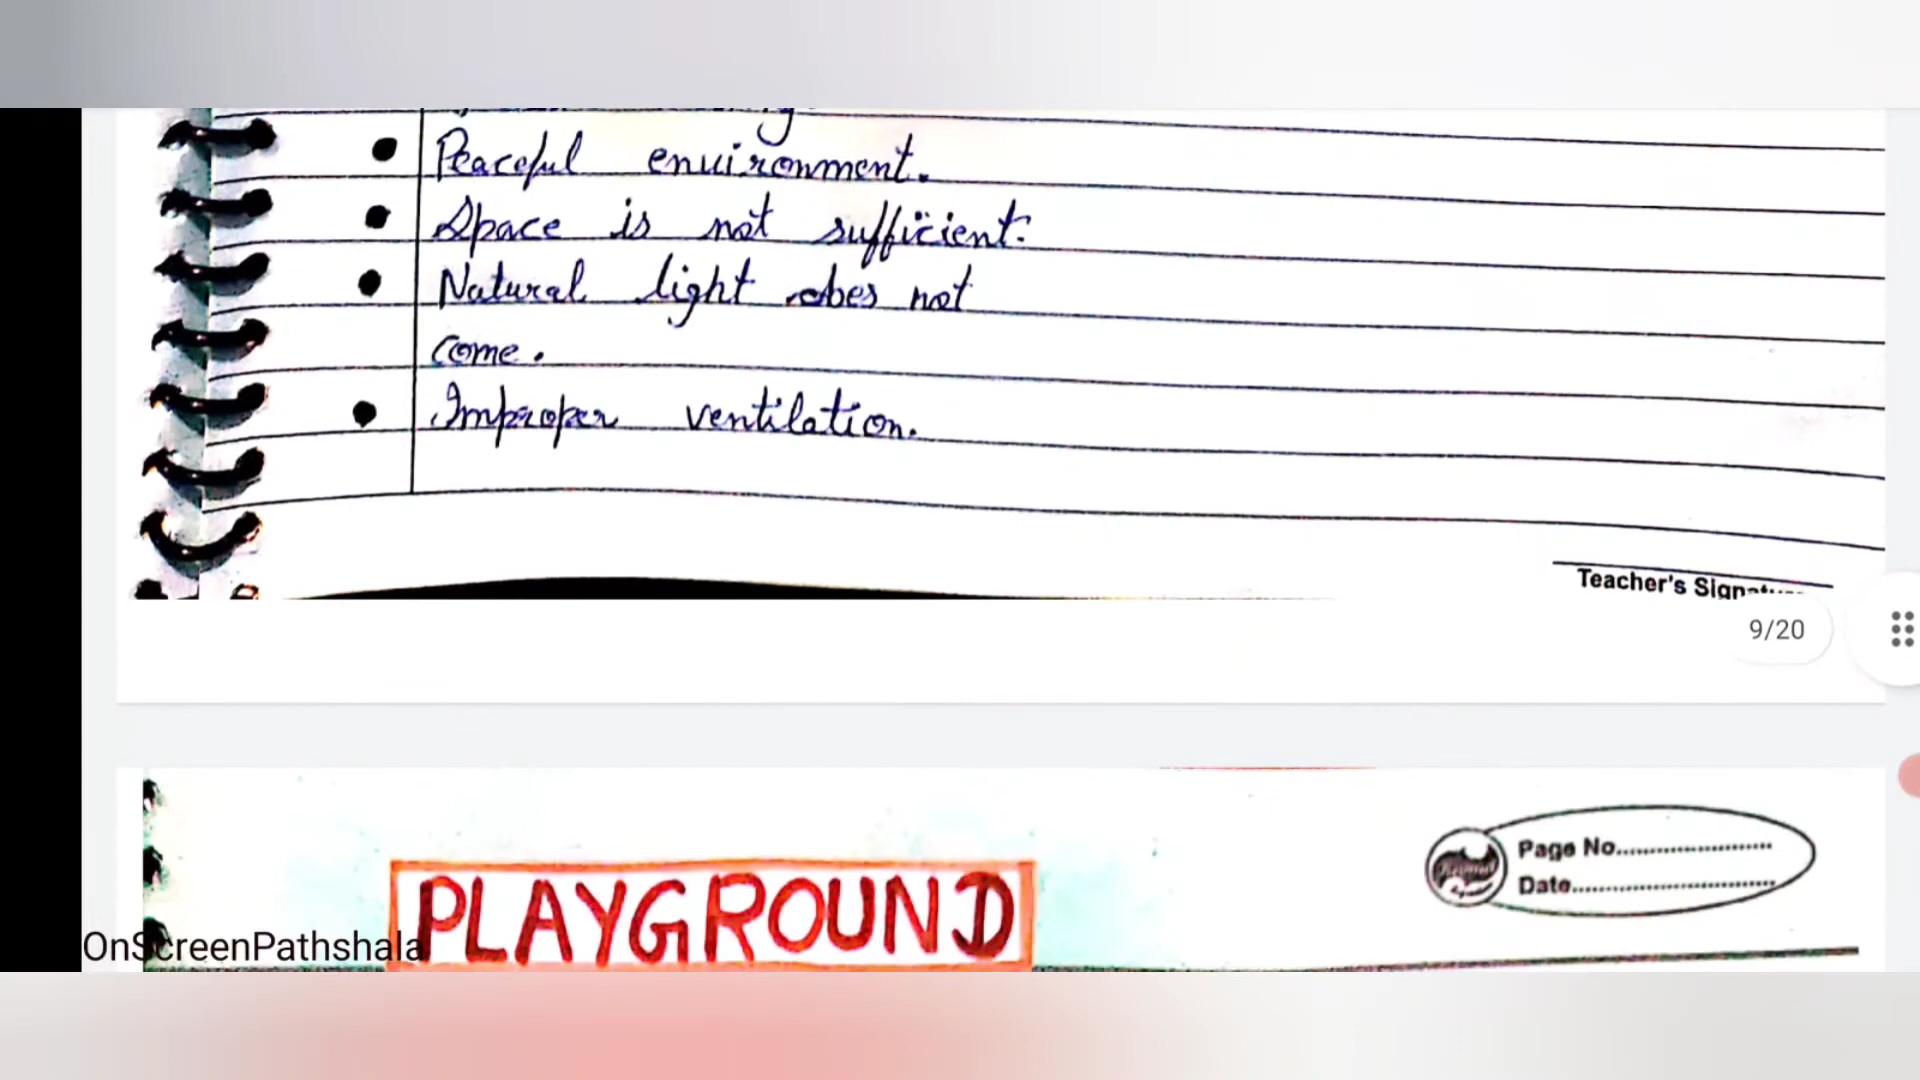 Peaceful environment.
Space is not sufficient.
Natural light does not
come.
Improper ventilation.
Teacher's
9/20
Page No.
Date
PLAYGROUND
OnScreenPathshala